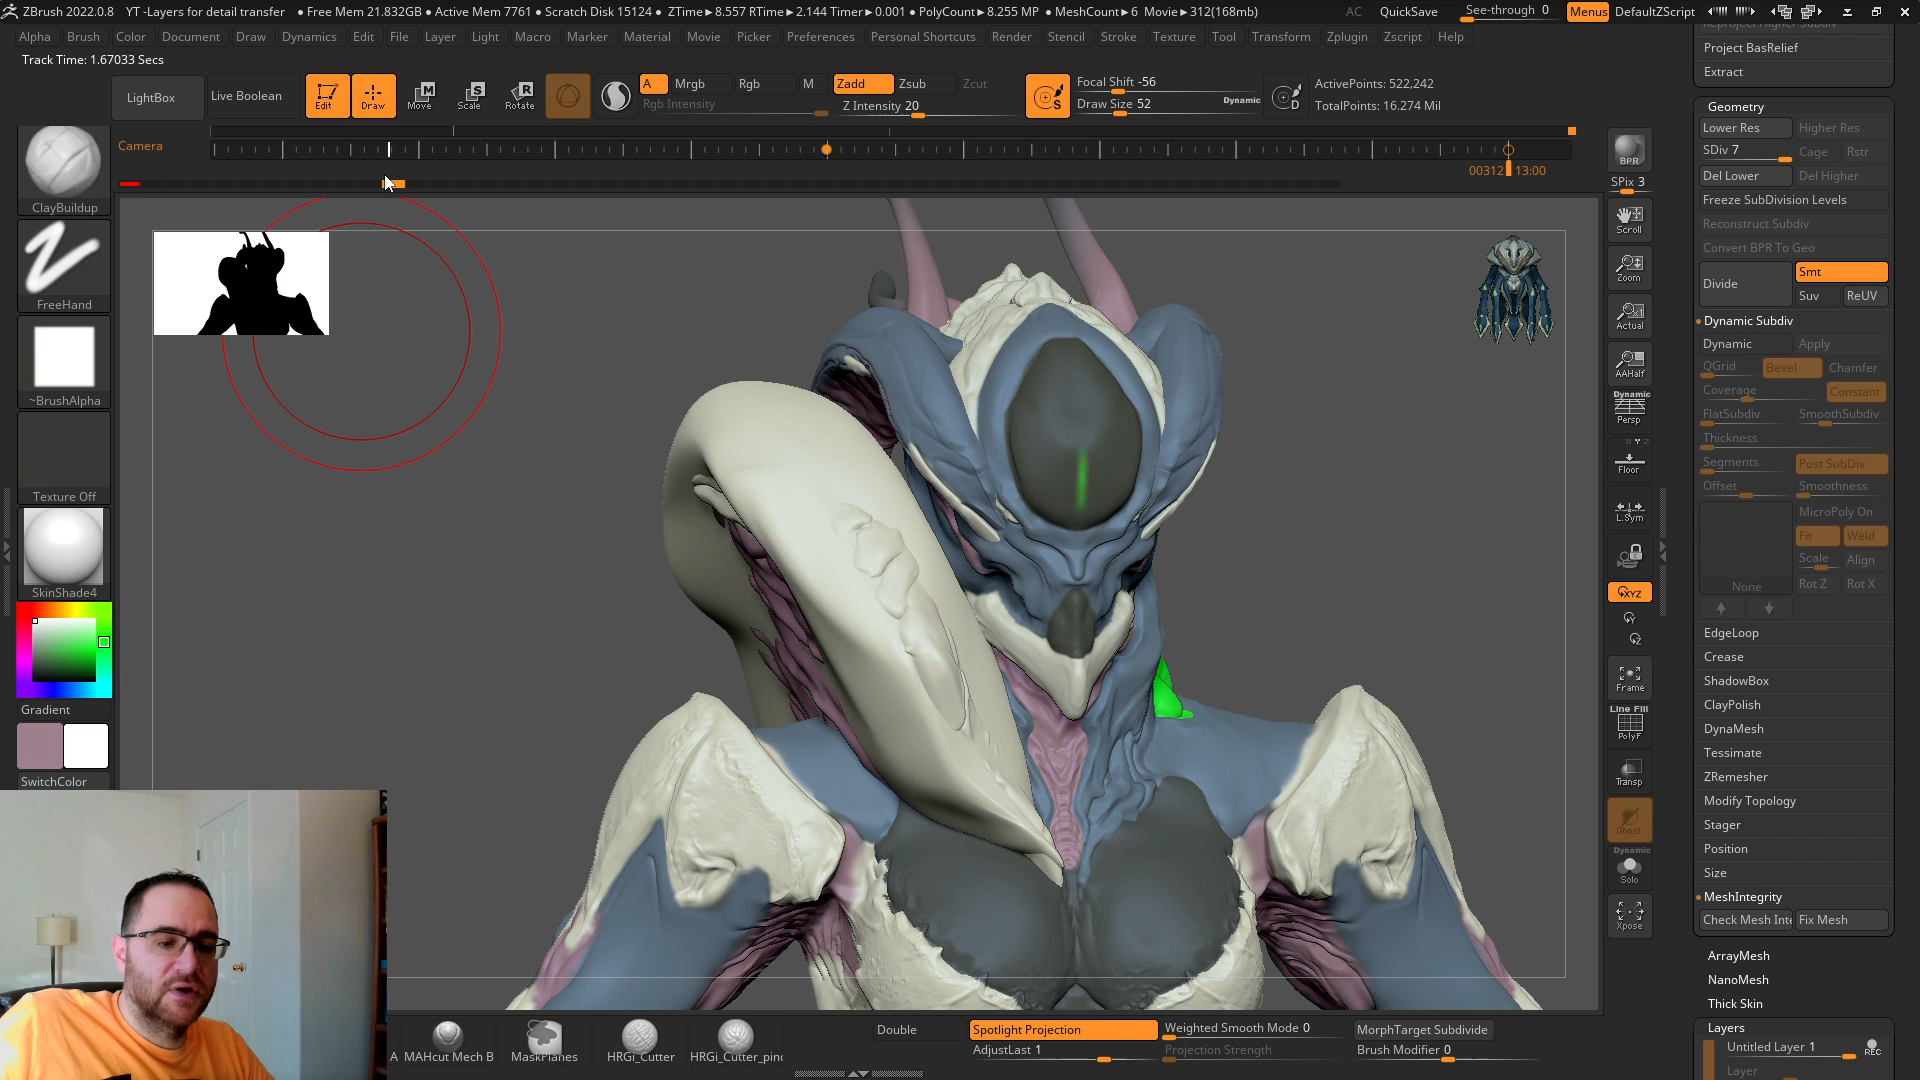 ZBrush 2022.0.8 YT -Layers for detail transfer ● Free Mem 21.832GB ● Active Mem 7761 ● Scratch Disk 15124 ● ZTime►8.557 RTime►2.144 Timer►0.001 ● PolyCount►8.255 MP ● MeshCount►6 Movie►312(168mb) AC QuickSave See-through 0 Menus DefaultZScript
Alpha Brush Color Document Draw Dynamics Edit File Layer Light Macro Marker Material Movie Picker Preferences Personal Shortcuts Render Stencil Stroke Texture Tool Transform Zplugin Zscript Help
Track Time: 1.67033 Secs
LightBox
Live Boolean
Edit
Draw
Move
Scale
Rotate
A Mrgb Rgb M
Rgb Intensity
Zadd Zsub Zcut
Z Intensity 20
Focal Shift -56
Draw Size 52
Dynamic
ActivePoints: 522,242
TotalPoints: 16.274 Mil
Camera
00312 13:00
ClayBuildup
FreeHand
~BrushAlpha
Texture Off
SkinShade4
Gradient
SwitchColor
BPR
SPix 3
Scroll
Zoom
Actual
AAHalf
Dynamic
Persp
Floor
L.Sym
XYZ
Frame
Line Fill
PolyF
Transp
Ghost
Dynamic
Solo
Xpose
Project BasRelief
Extract
Geometry
Lower Res Higher Res
SDiv 7 Cage Rstr
Del Lower Del Higher
Freeze SubDivision Levels
Reconstruct Subdiv
Convert BPR To Geo
Divide
Smt
Suv ReUV
Dynamic Subdiv
Dynamic Apply
QGrid Bevel Chamfer
Coverage Constant
FlatSubdiv SmoothSubdiv
Thickness
Segments Post SubDiv
Offset Smoothness
MicroPoly On
Fit Weld
Scale Align
None Rot Z Rot X
EdgeLoop
Crease
ShadowBox
ClayPolish
DynaMesh
Tessimate
ZRemesher
Modify Topology
Stager
Position
Size
MeshIntegrity
Check Mesh Inte Fix Mesh
ArrayMesh
NanoMesh
Thick Skin
Layers
Untitled Layer 1
REC
Layer
A MAHcut Mech B MaskPlanes HRGi_Cutter HRGi_Cutter_pinc
Double Spotlight Projection Weighted Smooth Mode 0 MorphTarget Subdivide
AdjustLast 1 Projection Strength Brush Modifier 0